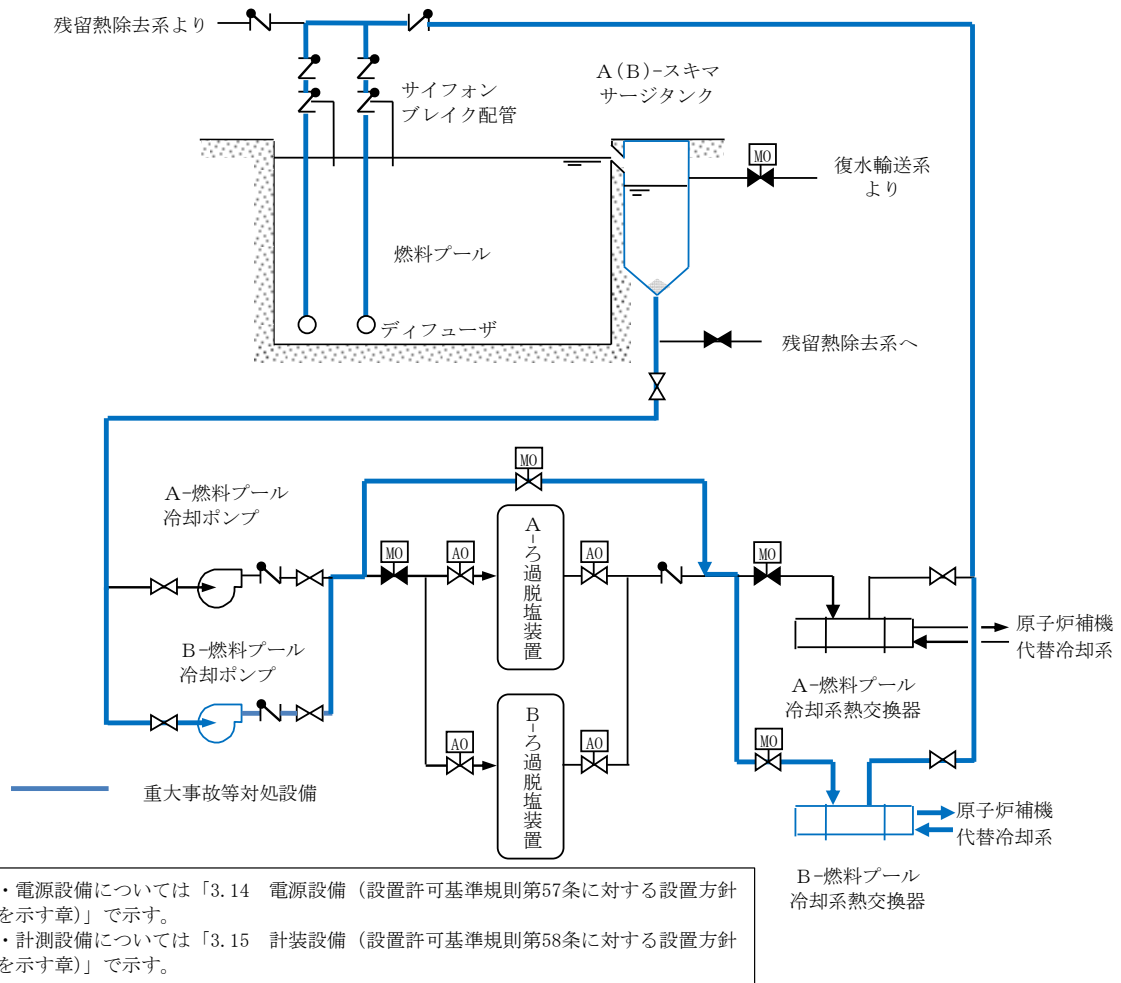 残留熱除去系より
A(B)-スキマ
サージタンク
サイフォン
ブレイク配管
MO
復水輸送系
より
燃料プール
ディフューザ
残留熱除去系へ
MO
A-燃料プール
冷却ポンプ
MO
AO
A-ろ過脱塩装置
AO
MO
原子炉補機
代替冷却系
B-燃料プール
冷却ポンプ
A-燃料プール
冷却系熱交換器
AO
B-ろ過脱塩装置
AO
MO
重大事故等対処設備
原子炉補機
代替冷却系
B-燃料プール
冷却系熱交換器
・電源設備については「3.14 電源設備（設置許可基準規則第57条に対する設置方針
を示す章)」で示す。
・計測設備については「3.15 計装設備（設置許可基準規則第58条に対する設置方針
を示す章)」で示す。